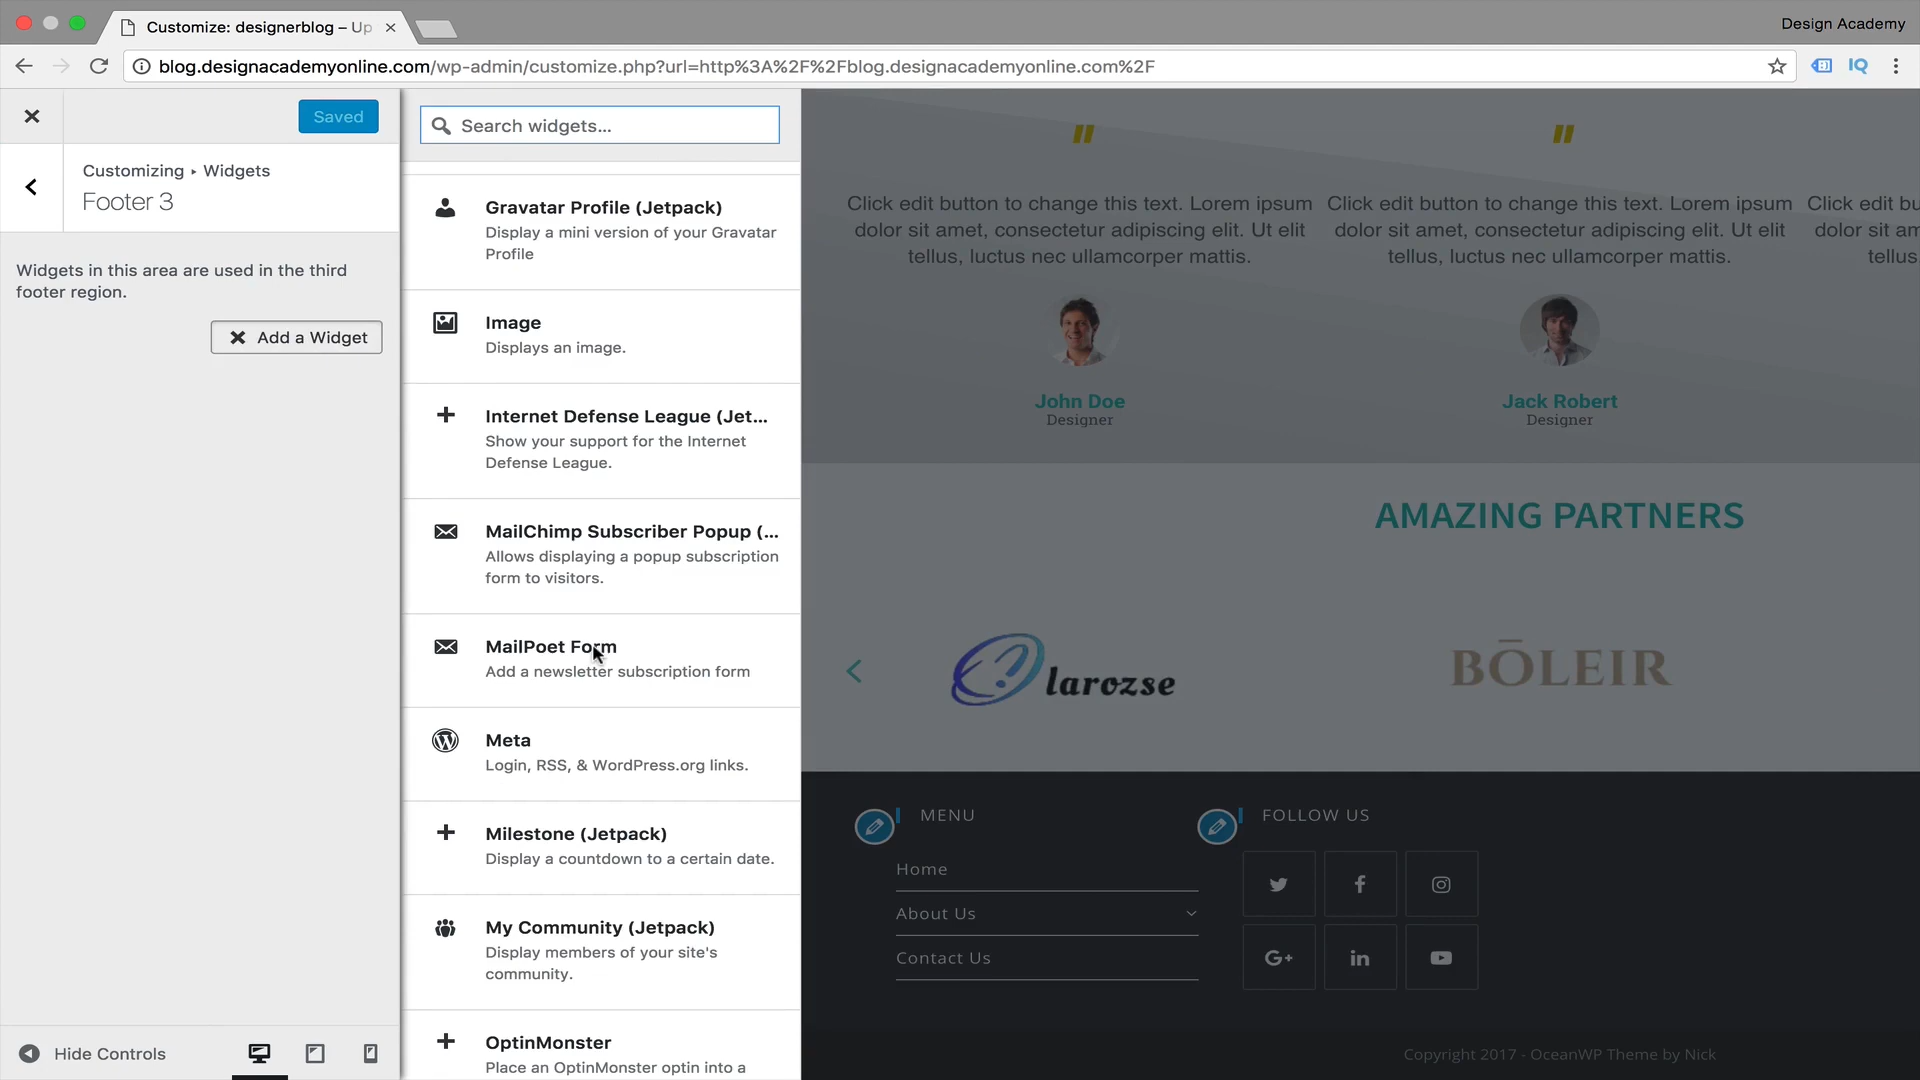 Customize: designerblog – Up
Design Academy
blog.designacademyonline.com/wp-admin/customize.php?url=http%3A%2F%2Fblog.designacademyonline.com%2F
IQ
Saved
Customizing ▸ Widgets
Footer 3
Widgets in this area are used in the third
footer region.
Add a Widget
Hide Controls
Search widgets...
Gravatar Profile (Jetpack)
Display a mini version of your Gravatar
Profile
Image
Displays an image.
Internet Defense League (Jet...
Show your support for the Internet
Defense League.
MailChimp Subscriber Popup (...
Allows displaying a popup subscription
form to visitors.
MailPoet Form
Add a newsletter subscription form
Meta
Login, RSS, & WordPress.org links.
Milestone (Jetpack)
Display a countdown to a certain date.
My Community (Jetpack)
Display members of your site's
community.
OptinMonster
Place an OptinMonster optin into a
Click edit button to change this text. Lorem ipsum
dolor sit amet, consectetur adipiscing elit. Ut elit
tellus, luctus nec ullamcorper mattis.
John Doe
Designer
Click edit button to change this text. Lorem ipsum
dolor sit amet, consectetur adipiscing elit. Ut elit
tellus, luctus nec ullamcorper mattis.
Jack Robert
Designer
Click edit bu
dolor sit am
tellus,
AMAZING PARTNERS
larozse
BŌLEIR
MENU
Home
About Us
Contact Us
FOLLOW US
G+
in
Copyright 2017 - OceanWP Theme by Nick